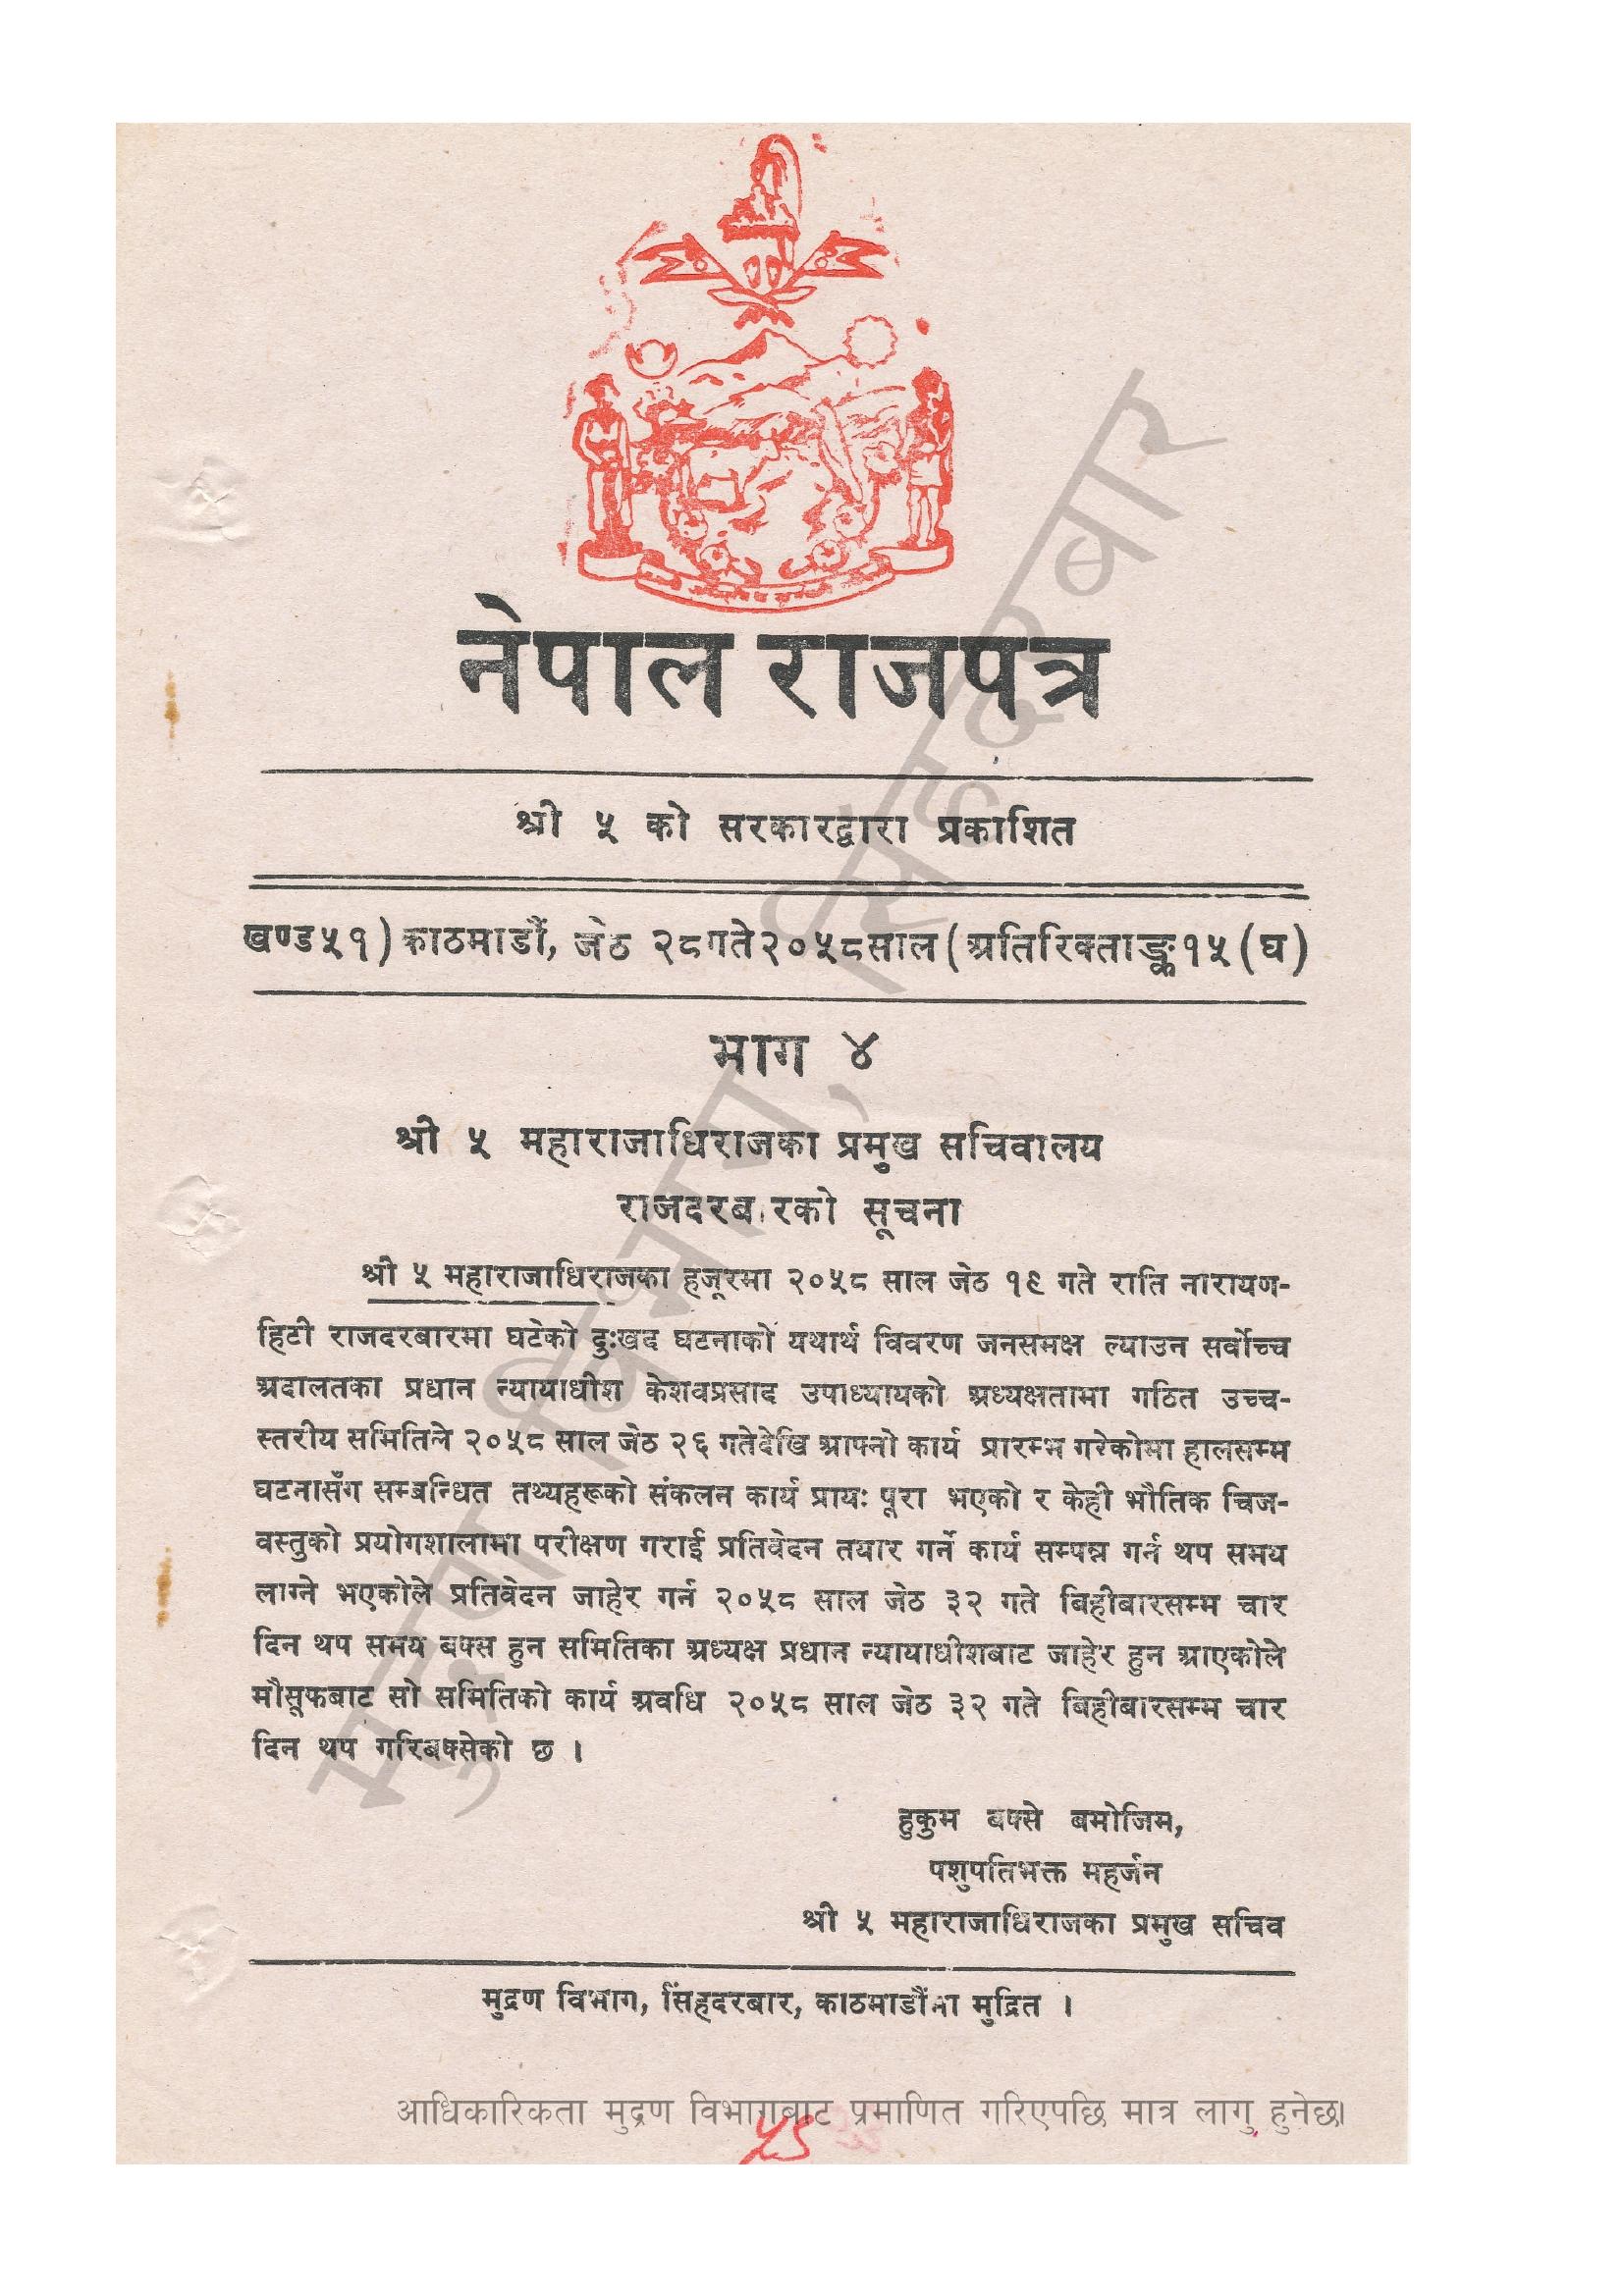 नेपाल राजपत्र
श्री ५ को सरकारद्वारा प्रकाशित
खण्ड ५१) काठमाडौं, जेठ २८ गते २०५८ साल (अतिरिक्ताङ्क १५ (घ)
भाग ४
श्री ५ महाराजाधिराजका प्रमुख सचिवालय
राजदरबारको सूचना
श्री ५ महाराजाधिराजका हजूरमा २०५८ साल जेठ १९ गते राति नारायण-
हिटी राजदरबारमा घटेको दुःखद घटनाको यथार्थ विवरण जनसमक्ष ल्याउन सर्वोच्च
अदालतका प्रधान न्यायाधीश केशवप्रसाद उपाध्यायको अध्यक्षतामा गठित उच्च-
स्तरीय समितिले २०५८ साल जेठ २६ गतेदेखि आफ्नो कार्य प्रारम्भ गरेकोमा हालसम्म
घटनासँग सम्बन्धित तथ्यहरूको संकलन कार्य प्रायः पूरा भएको र केही भौतिक चिज-
वस्तुको प्रयोगशालामा परीक्षण गराई प्रतिवेदन तयार गर्ने कार्य सम्पन्न गर्न थप समय
लाग्ने भएकोले प्रतिवेदन जाहेर गर्न २०५८ साल जेठ ३२ गते बिहीबारसम्म चार
दिन थप समय बक्स हुन समितिका अध्यक्ष प्रधान न्यायाधीशबाट जाहेर हुन आएकोले
मौसूफबाट सो समितिको कार्य अवधि २०५८ साल जेठ ३२ गते बिहीबारसम्म चार
दिन थप गरिबक्सेको छ ।
हुकुम बक्से बमोजिम,
पशुपतिभक्त महर्जन
श्री ५ महाराजाधिराजका प्रमुख सचिव
मुद्रण विभाग, सिंहदरबार, काठमाडौंमा मुद्रित ।
आधिकारिकता मुद्रण विभागबाट प्रमाणित गरिएपछि मात्र लागु हुनेछ।
५८
मुद्रण विभाग, सिंहदरबार